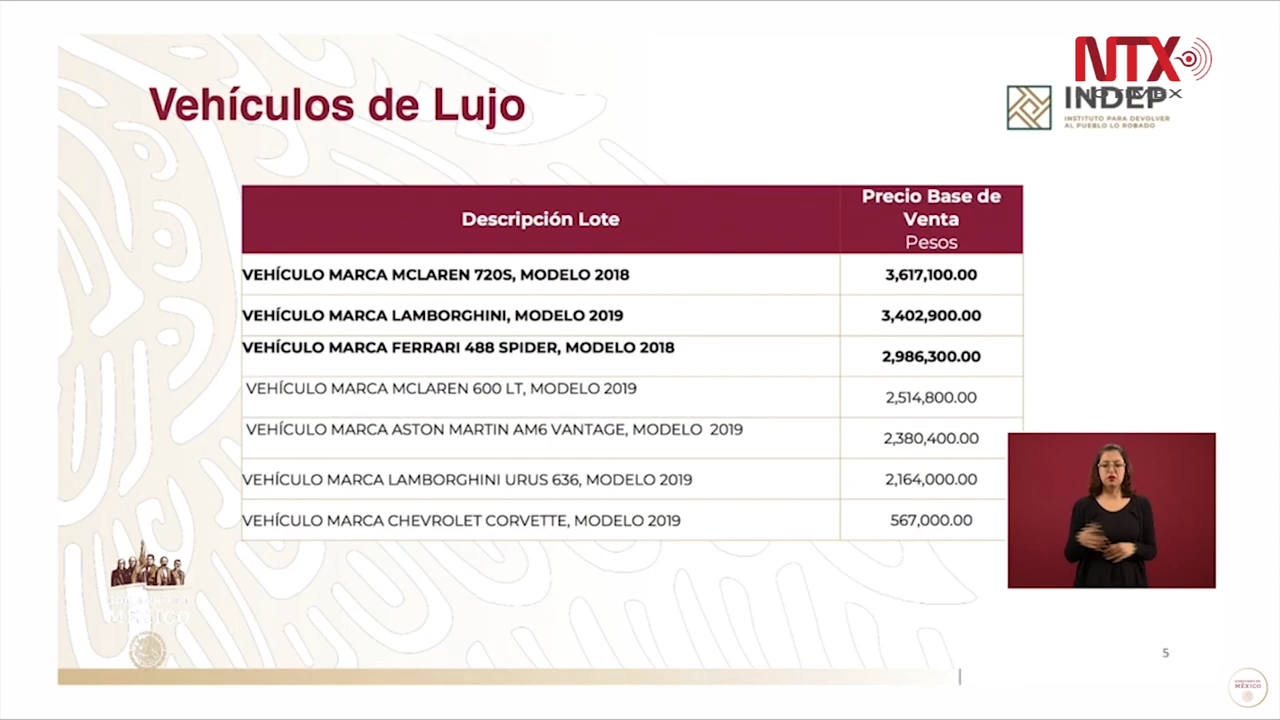 NTX
Vehículos de Lujo
INDEP
INSTITUTO PARA DEVOLVER
AL PUEBLO LO ROBADO
Descripción Lote
Precio Base de
Venta
Pesos
VEHÍCULO MARCA MCLAREN 720S, MODELO 2018
3,617,100.00
VEHÍCULO MARCA LAMBORGHINI, MODELO 2019
3,402,900.00
VEHÍCULO MARCA FERRARI 488 SPIDER, MODELO 2018
2,986,300.00
VEHÍCULO MARCA MCLAREN 600 LT, MODELO 2019
2,514,800.00
VEHÍCULO MARCA ASTON MARTIN AM6 VANTAGE, MODELO 2019
2,380,400.00
VEHÍCULO MARCA LAMBORGHINI URUS 636, MODELO 2019
2,164,000.00
VEHÍCULO MARCA CHEVROLET CORVETTE, MODELO 2019
567,000.00
MÉXICO
5
GOBIERNO DE
MÉXICO